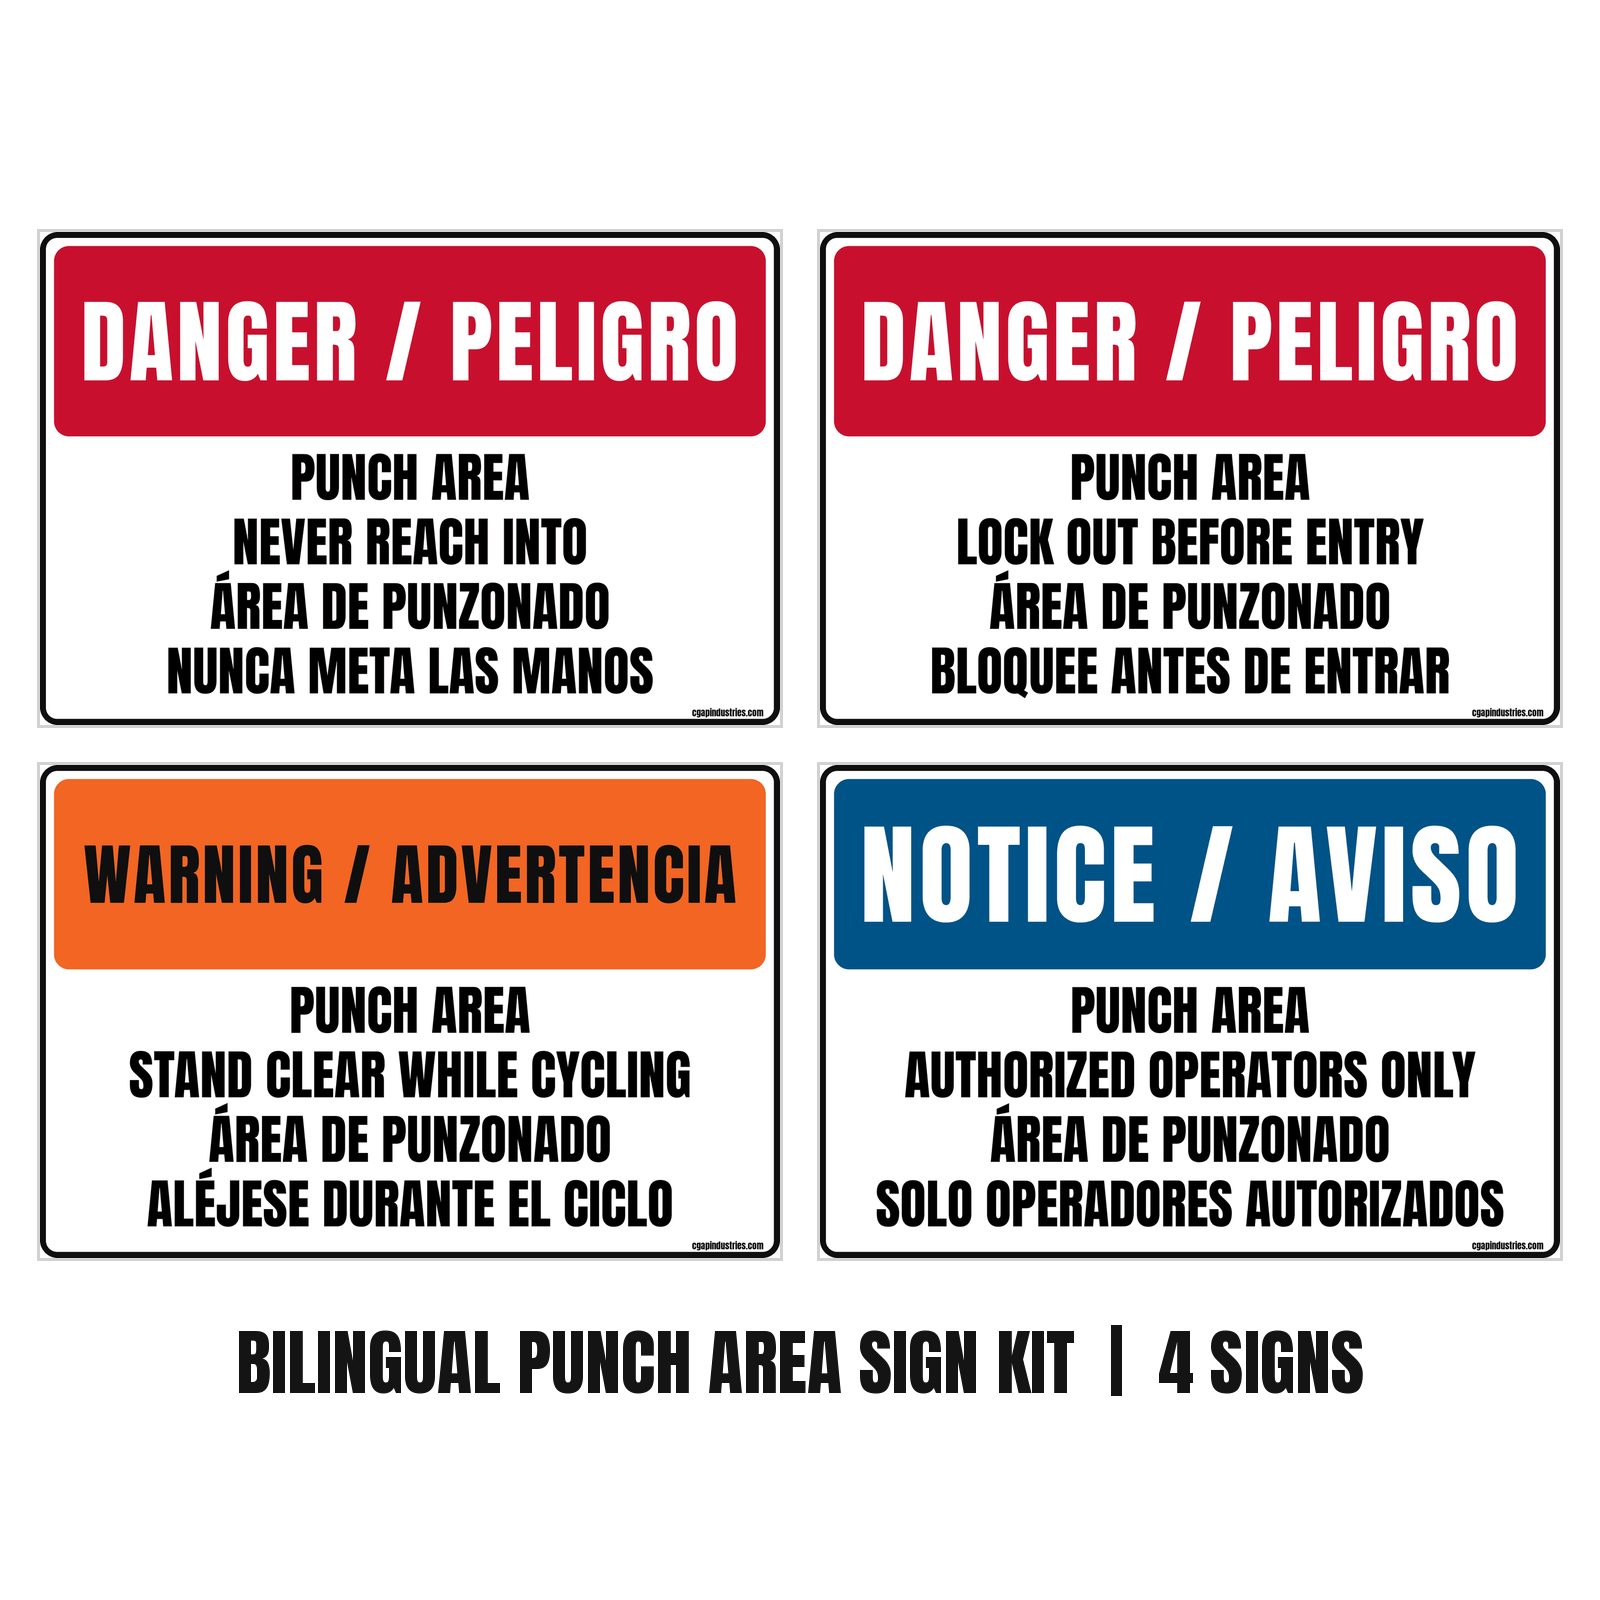 DANGER / PELIGRO
PUNCH AREA
NEVER REACH INTO
ÁREA DE PUNZONADO
NUNCA META LAS MANOS
cgapindustries.com
DANGER / PELIGRO
PUNCH AREA
LOCK OUT BEFORE ENTRY
ÁREA DE PUNZONADO
BLOQUEE ANTES DE ENTRAR
cgapindustries.com
WARNING / ADVERTENCIA
PUNCH AREA
STAND CLEAR WHILE CYCLING
ÁREA DE PUNZONADO
ALÉJESE DURANTE EL CICLO
cgapindustries.com
NOTICE / AVISO
PUNCH AREA
AUTHORIZED OPERATORS ONLY
ÁREA DE PUNZONADO
SOLO OPERADORES AUTORIZADOS
cgapindustries.com
BILINGUAL PUNCH AREA SIGN KIT | 4 SIGNS